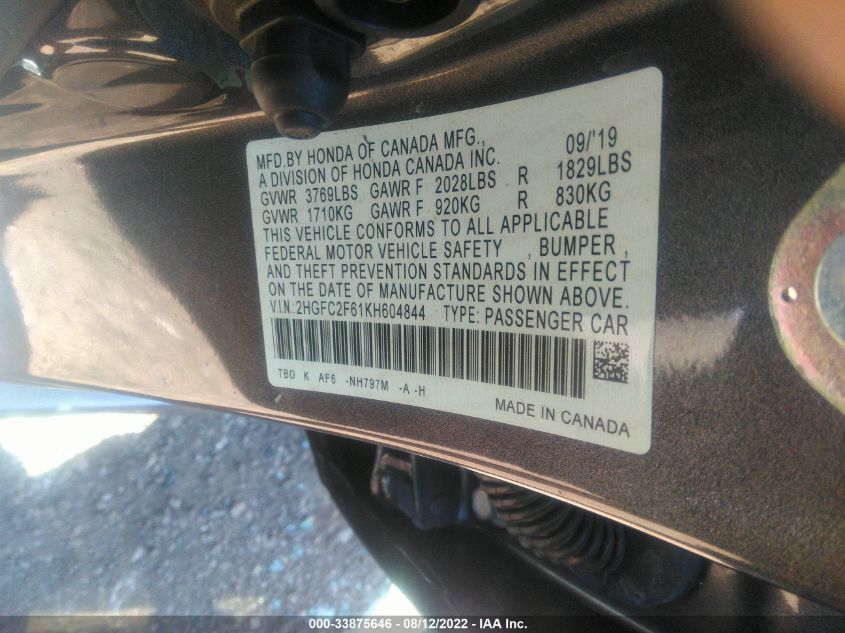 MFD.BY HONDA OF CANADA MFG., 09/'19
A DIVISION OF HONDA CANADA INC.
GVWR 3769LBS GAWR F 2028LBS R 1829LBS
GVWR 1710KG GAWR F 920KG R 830KG
THIS VEHICLE CONFORMS TO ALL APPLICABLE
FEDERAL MOTOR VEHICLE SAFETY , BUMPER ,
AND THEFT PREVENTION STANDARDS IN EFFECT
ON THE DATE OF MANUFACTURE SHOWN ABOVE.
V.I.N.:2HGFC2F61KH604844 TYPE: PASSENGER CAR
TBD K AF6 -NH797M -A -H
MADE IN CANADA
000-33875646 - 08/12/2022 - IAA Inc.